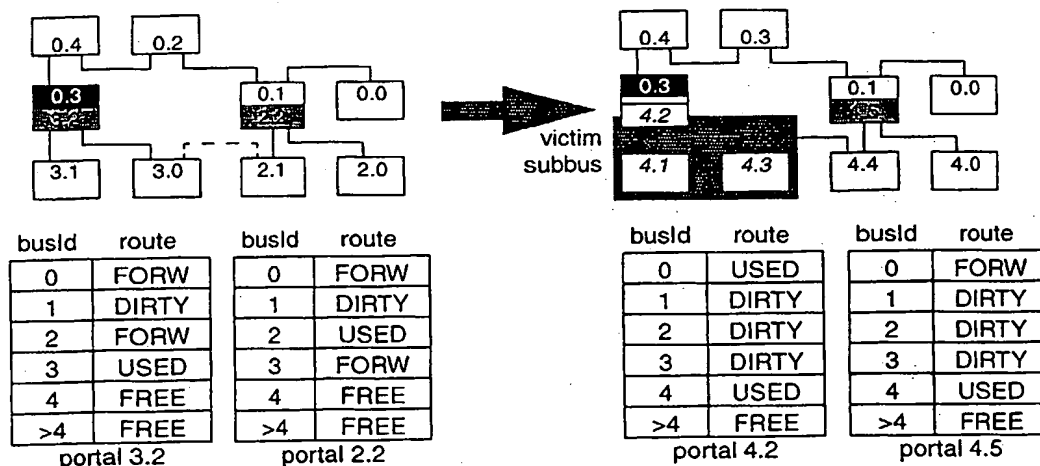 0.4 0.2
0.3 0.1 0.0
3.1 3.0 2.1 2.0
busId route
0 FORW
1 DIRTY
2 FORW
3 USED
4 FREE
>4 FREE
portal 3.2
busId route
0 FORW
1 DIRTY
2 USED
3 FORW
4 FREE
>4 FREE
portal 2.2
0.4 0.3
0.3 0.1 0.0
4.2
victim
subbus
4.1 4.3 4.4 4.0
busId route
0 USED
1 DIRTY
2 DIRTY
3 DIRTY
4 USED
>4 FREE
portal 4.2
busId route
0 FORW
1 DIRTY
2 DIRTY
3 DIRTY
4 USED
>4 FREE
portal 4.5